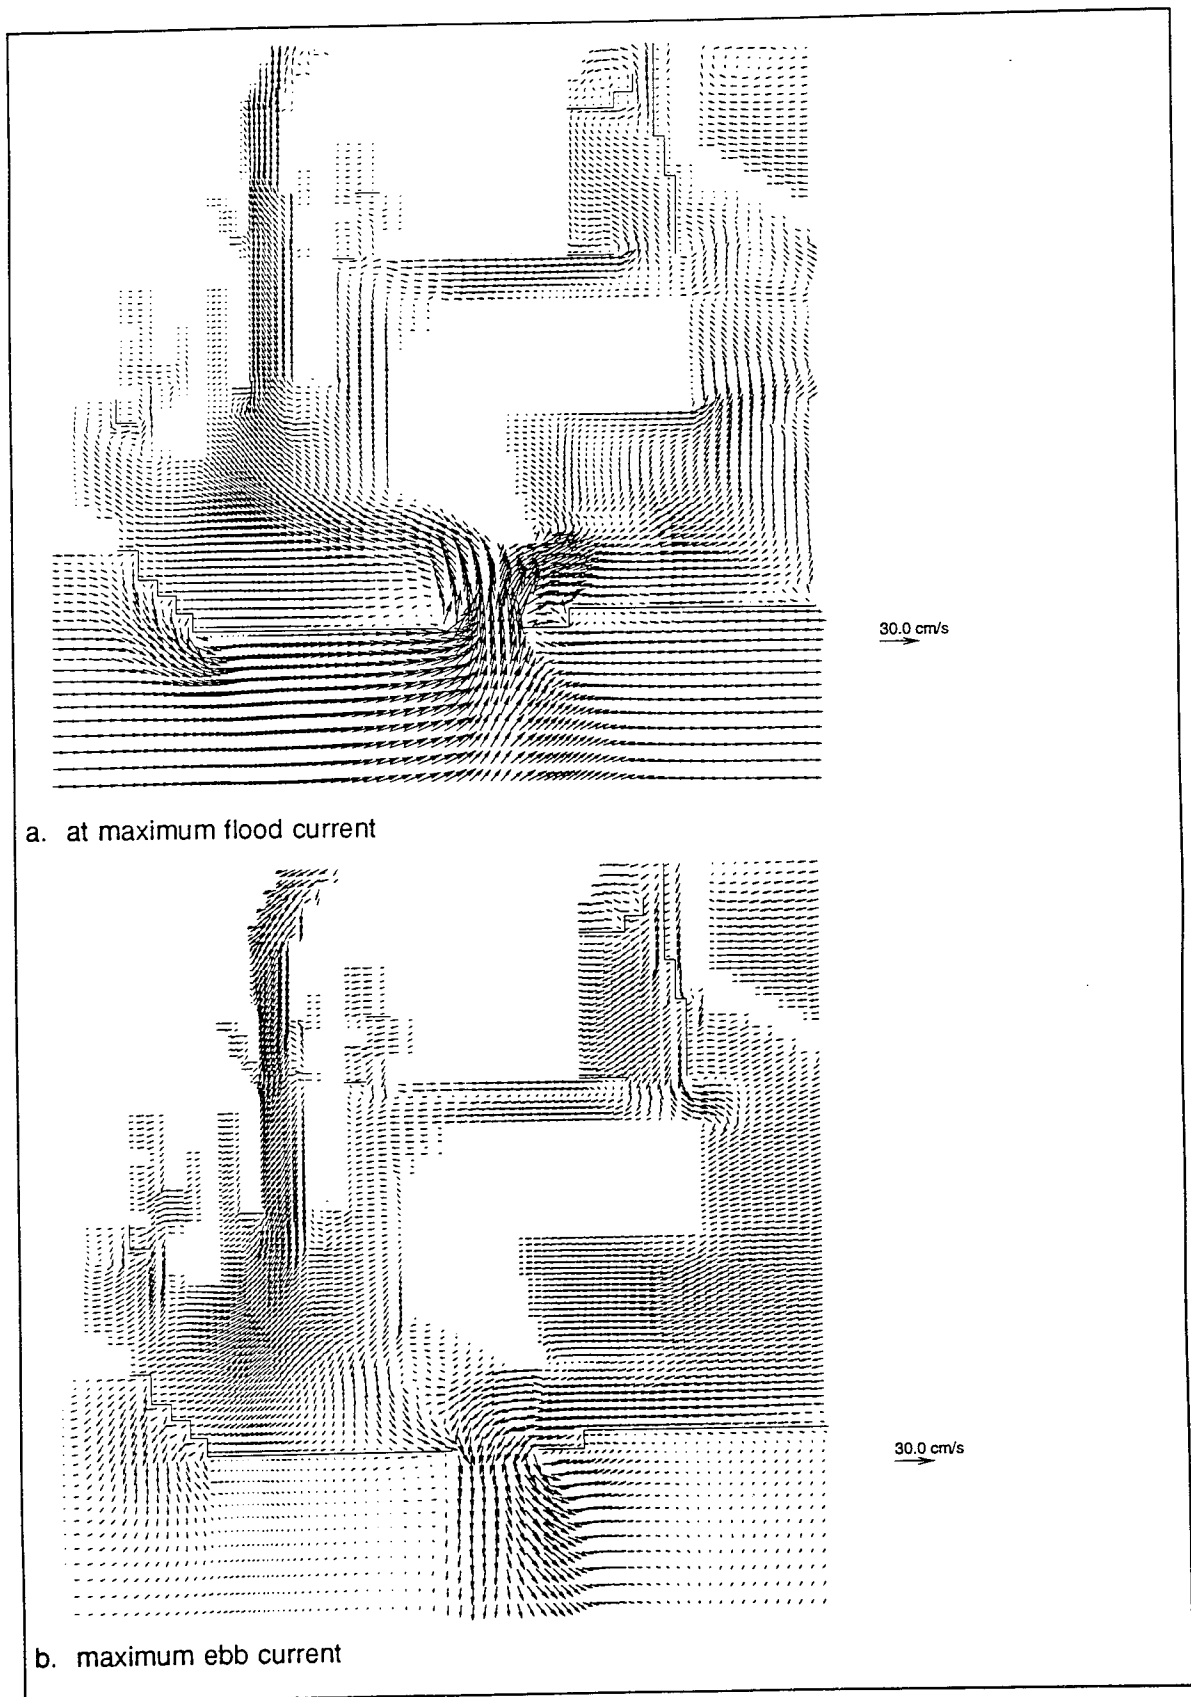 30.0 cm/s
a. at maximum flood current
30.0 cm/s
b. maximum ebb current